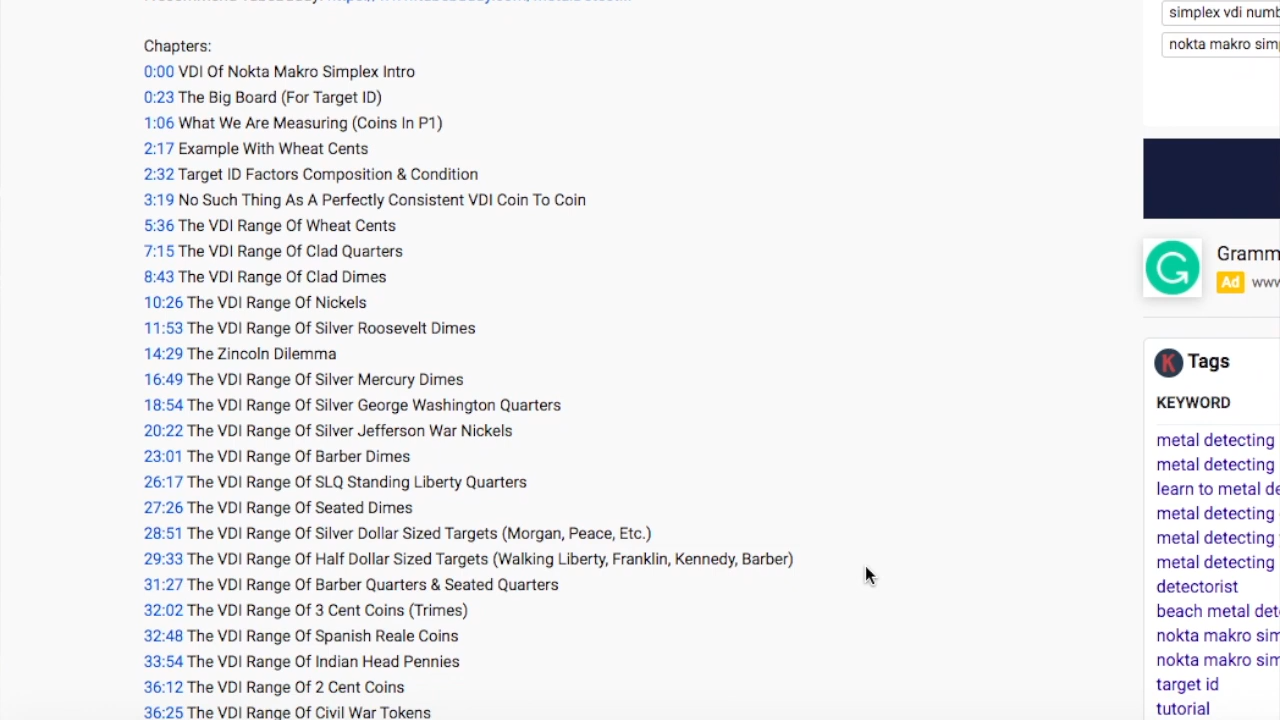 Chapters:
0:00 VDI Of Nokta Makro Simplex Intro
0:23 The Big Board (For Target ID)
1:06 What We Are Measuring (Coins In P1)
2:17 Example With Wheat Cents
2:32 Target ID Factors Composition & Condition
3:19 No Such Thing As A Perfectly Consistent VDI Coin To Coin
5:36 The VDI Range Of Wheat Cents
7:15 The VDI Range Of Clad Quarters
8:43 The VDI Range Of Clad Dimes
10:26 The VDI Range Of Nickels
11:53 The VDI Range Of Silver Roosevelt Dimes
14:29 The Zincoln Dilemma
16:49 The VDI Range Of Silver Mercury Dimes
18:54 The VDI Range Of Silver George Washington Quarters
20:22 The VDI Range Of Silver Jefferson War Nickels
23:01 The VDI Range Of Barber Dimes
26:17 The VDI Range Of SLQ Standing Liberty Quarters
27:26 The VDI Range Of Seated Dimes
28:51 The VDI Range Of Silver Dollar Sized Targets (Morgan, Peace, Etc.)
29:33 The VDI Range Of Half Dollar Sized Targets (Walking Liberty, Franklin, Kennedy, Barber)
31:27 The VDI Range Of Barber Quarters & Seated Quarters
32:02 The VDI Range Of 3 Cent Coins (Trimes)
32:48 The VDI Range Of Spanish Reale Coins
33:54 The VDI Range Of Indian Head Pennies
36:12 The VDI Range Of 2 Cent Coins
36:25 The VDI Range Of Civil War Tokens
simplex vdi numb
nokta makro sim
G
Gramm
Ad www
K Tags
KEYWORD
metal detecting
metal detecting
learn to metal de
metal detecting
metal detecting
metal detecting
detectorist
beach metal det
nokta makro sim
nokta makro sim
target id
tutorial